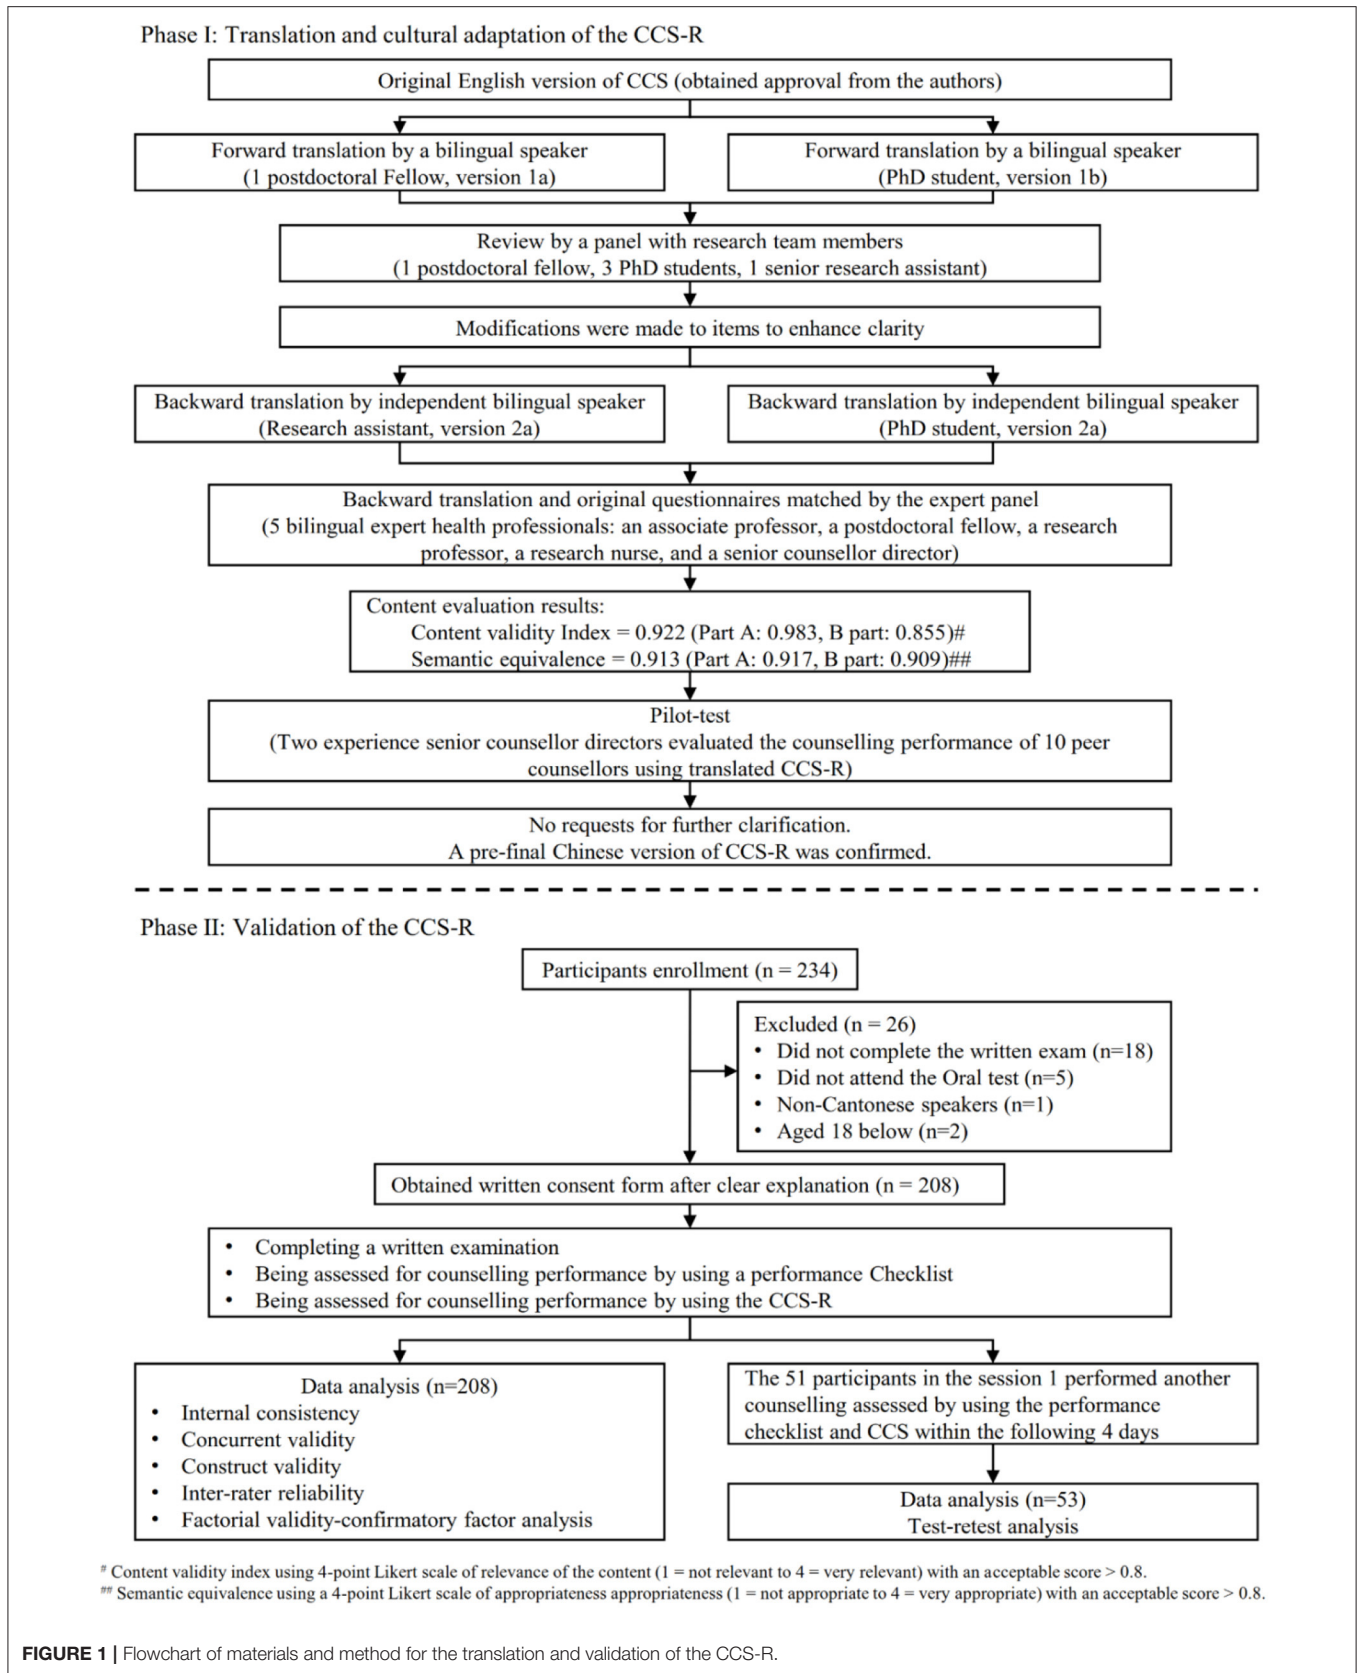 Phase I: Translation and cultural adaptation of the CCS-R
Original English version of CCS (obtained approval from the authors)
Forward translation by a bilingual speaker
(1 postdoctoral Fellow, version 1a)
Forward translation by a bilingual speaker
(PhD student, version 1b)
Review by a panel with research team members
(1 postdoctoral fellow, 3 PhD students, 1 senior research assistant)
Modifications were made to items to enhance clarity
Backward translation by independent bilingual speaker
(Research assistant, version 2a)
Backward translation by independent bilingual speaker
(PhD student, version 2a)
Backward translation and original questionnaires matched by the expert panel
(5 bilingual expert health professionals: an associate professor, a postdoctoral fellow, a research
professor, a research nurse, and a senior counsellor director)
Content evaluation results:
Content validity Index = 0.922 (Part A: 0.983, B part: 0.855)#
Semantic equivalence = 0.913 (Part A: 0.917, B part: 0.909)##
Pilot-test
(Two experience senior counsellor directors evaluated the counselling performance of 10 peer
counsellors using translated CCS-R)
No requests for further clarification.
A pre-final Chinese version of CCS-R was confirmed.
Phase II: Validation of the CCS-R
Participants enrollment (n = 234)
Excluded (n = 26)
• Did not complete the written exam (n=18)
• Did not attend the Oral test (n=5)
• Non-Cantonese speakers (n=1)
• Aged 18 below (n=2)
Obtained written consent form after clear explanation (n = 208)
• Completing a written examination
• Being assessed for counselling performance by using a performance Checklist
• Being assessed for counselling performance by using the CCS-R
Data analysis (n=208)
• Internal consistency
• Concurrent validity
• Construct validity
• Inter-rater reliability
• Factorial validity-confirmatory factor analysis
The 51 participants in the session 1 performed another
counselling assessed by using the performance
checklist and CCS within the following 4 days
Data analysis (n=53)
Test-retest analysis
# Content validity index using 4-point Likert scale of relevance of the content (1 = not relevant to 4 = very relevant) with an acceptable score > 0.8.
## Semantic equivalence using a 4-point Likert scale of appropriateness appropriateness (1 = not appropriate to 4 = very appropriate) with an acceptable score > 0.8.
FIGURE 1 | Flowchart of materials and method for the translation and validation of the CCS-R.